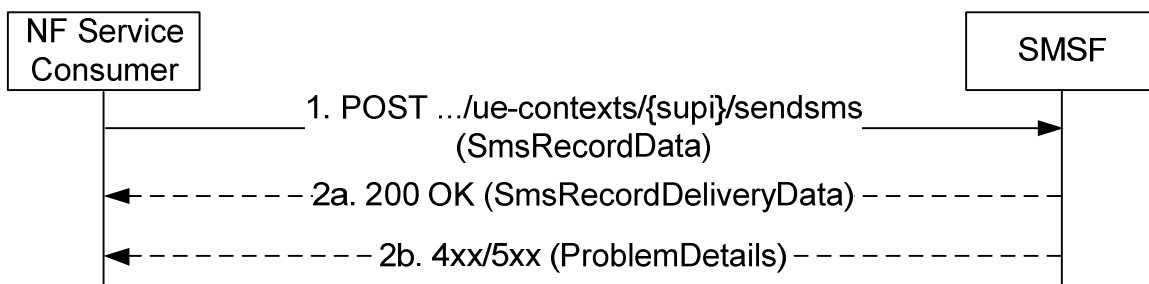 NF Service
Consumer
SMSF
1. POST .../ue-contexts/{supi}/sendsms
(SmsRecordData)
2a. 200 OK (SmsRecordDeliveryData)
2b. 4xx/5xx (ProblemDetails)